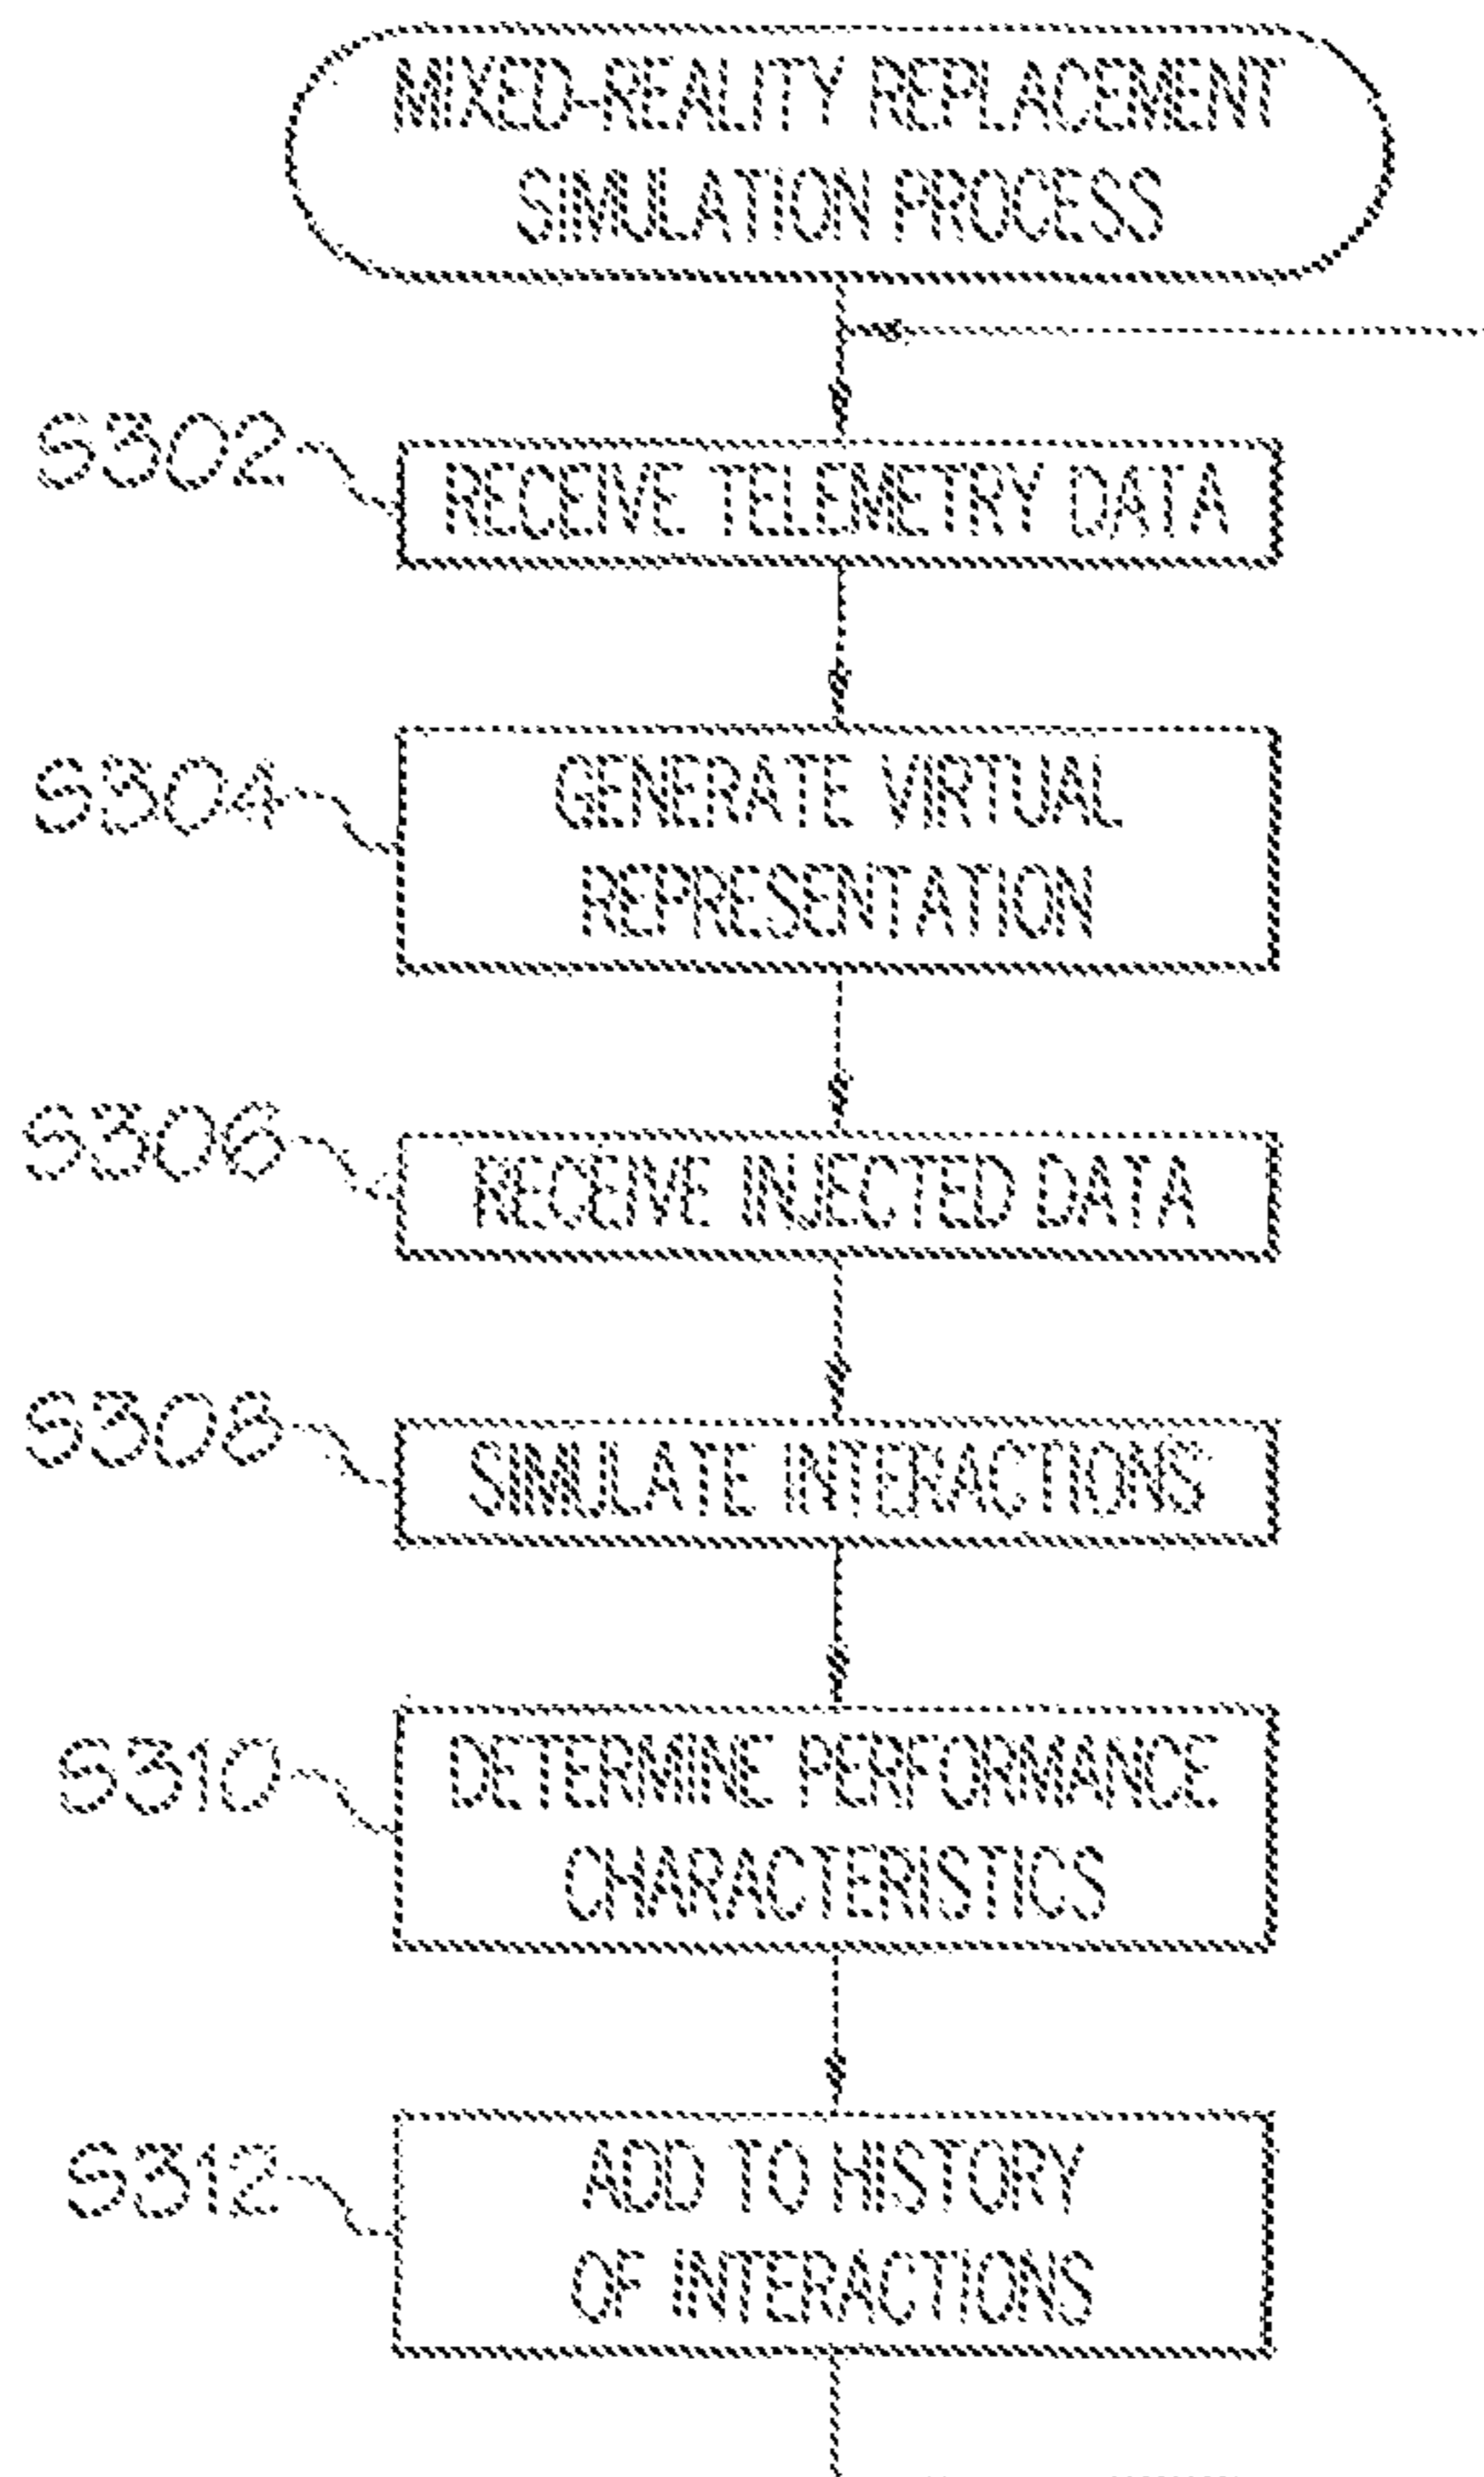 MIXED-REALITY REPLACEMENT
SIMULATION PROCESS
S302
RECEIVE TELEMETRY DATA
S304
GENERATE VIRTUAL
REPRESENTATION
S306
RECEIVE INJECTED DATA
S308
SIMULATE INTERACTIONS
S310
DETERMINE PERFORMANCE
CHARACTERISTICS
S312
ADD TO HISTORY
OF INTERACTIONS